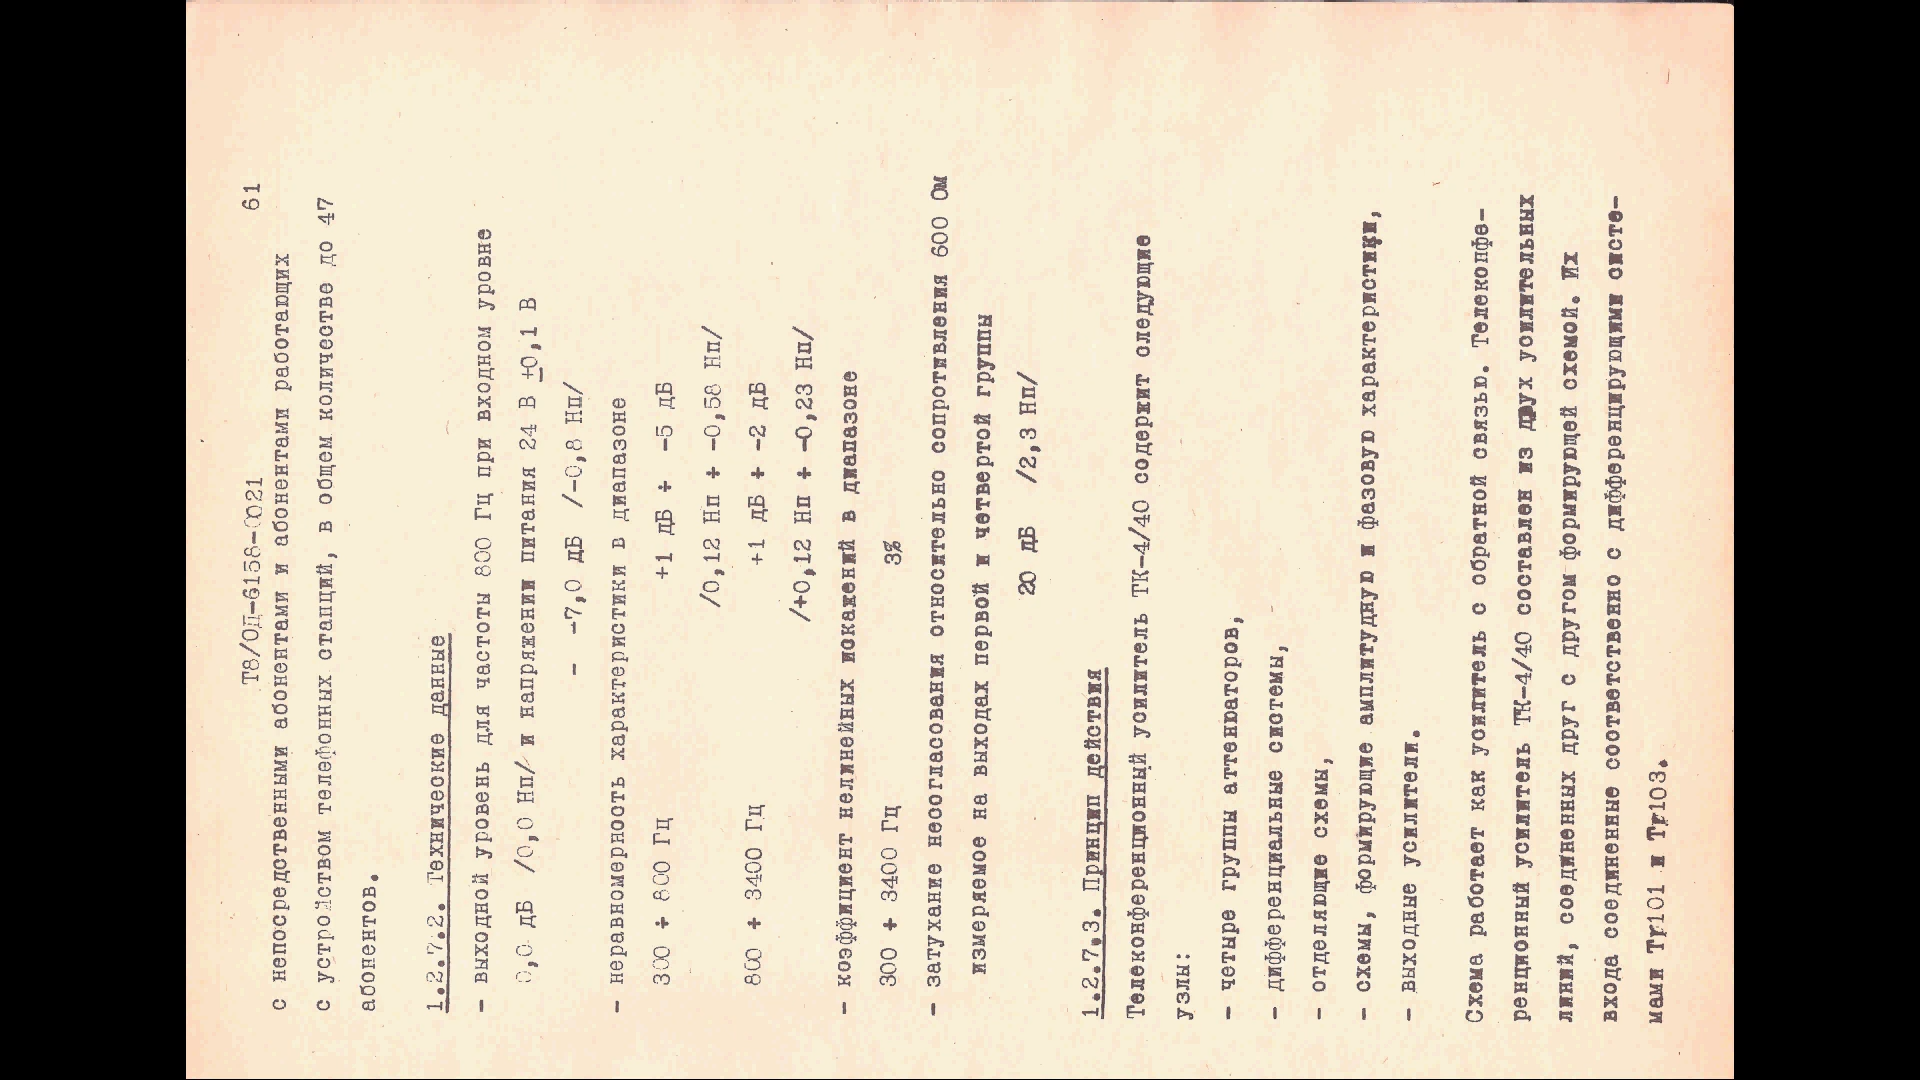 Т8/ОД-6158-0021 61
с непосредственными абонентами и абонентами работающих
с устройством телефонных станций, в общем количестве до 47
абонентов.
1.2.7.2. Технические данные
- выходной уровень для частоты 800 Гц при входном уровне
0,0 дБ /0,0 Нп/ и напряжении питания 24 В ±0,1 В
- -7,0 дБ /-0,8 Нп/
- неравномерность характеристики в диапазоне
300 ÷ 800 Гц +1 дБ ÷ -5 дБ
/0,12 Нп ÷ -0,58 Нп/
800 ÷ 3400 Гц +1 дБ ÷ -2 дБ
/+0,12 Нп ÷ -0,23 Нп/
- коэффициент нелинейных искажений в диапазоне
300 ÷ 3400 Гц 3%
- затухание несогласования относительно сопротивления 600 Ом
измеряемое на выходах первой и четвертой группы
20 дБ /2,3 Нп/
1.2.7.3. Принцип действия
Телеконференционный усилитель ТК-4/40 содержит следующие
узлы:
- четыре группы аттенюаторов,
- дифференциальные системы,
- отделяющие схемы,
- схемы, формирующие амплитудную и фазовую характеристики,
- выходные усилители.
Схема работает как усилитель с обратной связью. Телеконфе-
ренционный усилитель ТК-4/40 составлен из двух усилительных
линий, соединенных друг с другом формирующей схемой. Их
входа соединенные соответственно с дифференцирующими систе-
мами Тr101 и Тr103.